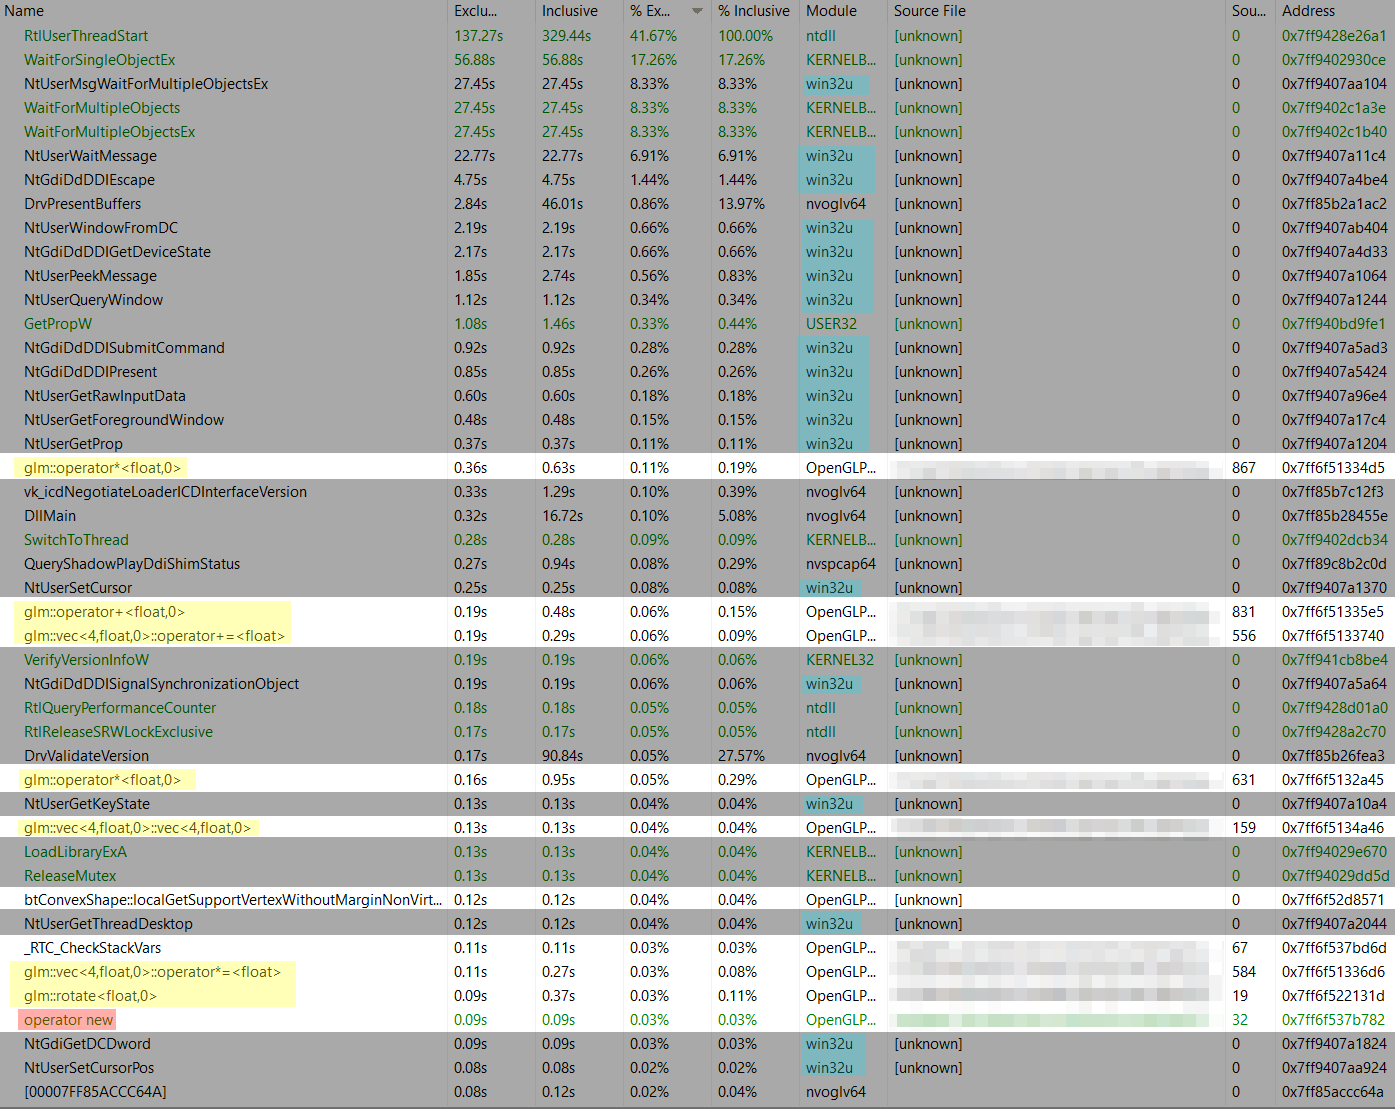 Name Exclu... Inclusive % Ex... % Inclusive Module Source File Sou... Address
RtlUserThreadStart 137.27s 329.44s 41.67% 100.00% ntdll [unknown] 0 0x7ff9428e26a1
WaitForSingleObjectEx 56.88s 56.88s 17.26% 17.26% KERNELB... [unknown] 0 0x7ff9402930ce
NtUserMsgWaitForMultipleObjectsEx 27.45s 27.45s 8.33% 8.33% win32u [unknown] 0 0x7ff9407aa104
WaitForMultipleObjects 27.45s 27.45s 8.33% 8.33% KERNELB... [unknown] 0 0x7ff9402c1a3e
WaitForMultipleObjectsEx 27.45s 27.45s 8.33% 8.33% KERNELB... [unknown] 0 0x7ff9402c1b40
NtUserWaitMessage 22.77s 22.77s 6.91% 6.91% win32u [unknown] 0 0x7ff9407a11c4
NtGdiDdDDIEscape 4.75s 4.75s 1.44% 1.44% win32u [unknown] 0 0x7ff9407a4be4
DrvPresentBuffers 2.84s 46.01s 0.86% 13.97% nvoglv64 [unknown] 0 0x7ff85b2a1ac2
NtUserWindowFromDC 2.19s 2.19s 0.66% 0.66% win32u [unknown] 0 0x7ff9407ab404
NtGdiDdDDIGetDeviceState 2.17s 2.17s 0.66% 0.66% win32u [unknown] 0 0x7ff9407a4d33
NtUserPeekMessage 1.85s 2.74s 0.56% 0.83% win32u [unknown] 0 0x7ff9407a1064
NtUserQueryWindow 1.12s 1.12s 0.34% 0.34% win32u [unknown] 0 0x7ff9407a1244
GetPropW 1.08s 1.46s 0.33% 0.44% USER32 [unknown] 0 0x7ff940bd9fe1
NtGdiDdDDISubmitCommand 0.92s 0.92s 0.28% 0.28% win32u [unknown] 0 0x7ff9407a5ad3
NtGdiDdDDIPresent 0.85s 0.85s 0.26% 0.26% win32u [unknown] 0 0x7ff9407a5424
NtUserGetRawInputData 0.60s 0.60s 0.18% 0.18% win32u [unknown] 0 0x7ff9407a96e4
NtUserGetForegroundWindow 0.48s 0.48s 0.15% 0.15% win32u [unknown] 0 0x7ff9407a17c4
NtUserGetProp 0.37s 0.37s 0.11% 0.11% win32u [unknown] 0 0x7ff9407a1204
glm::operator*<float,0> 0.36s 0.63s 0.11% 0.19% OpenGLP... 867 0x7ff6f51334d5
vk_icdNegotiateLoaderICDInterfaceVersion 0.33s 1.29s 0.10% 0.39% nvoglv64 [unknown] 0 0x7ff85b7c12f3
DllMain 0.32s 16.72s 0.10% 5.08% nvoglv64 [unknown] 0 0x7ff85b28455e
SwitchToThread 0.28s 0.28s 0.09% 0.09% KERNELB... [unknown] 0 0x7ff9402dcb34
QueryShadowPlayDdiShimStatus 0.27s 0.94s 0.08% 0.29% nvspcap64 [unknown] 0 0x7ff89c8b2c0d
NtUserSetCursor 0.25s 0.25s 0.08% 0.08% win32u [unknown] 0 0x7ff9407a1370
glm::operator+<float,0> 0.19s 0.48s 0.06% 0.15% OpenGLP... 831 0x7ff6f51335e5
glm::vec<4,float,0>::operator+=<float> 0.19s 0.29s 0.06% 0.09% OpenGLP... 556 0x7ff6f5133740
VerifyVersionInfoW 0.19s 0.19s 0.06% 0.06% KERNEL32 [unknown] 0 0x7ff941cb8be4
NtGdiDdDDISignalSynchronizationObject 0.19s 0.19s 0.06% 0.06% win32u [unknown] 0 0x7ff9407a5a64
RtlQueryPerformanceCounter 0.18s 0.18s 0.05% 0.05% ntdll [unknown] 0 0x7ff9428d01a0
RtlReleaseSRWLockExclusive 0.17s 0.17s 0.05% 0.05% ntdll [unknown] 0 0x7ff9428a2c70
DrvValidateVersion 0.17s 90.84s 0.05% 27.57% nvoglv64 [unknown] 0 0x7ff85b26fea3
glm::operator*<float,0> 0.16s 0.95s 0.05% 0.29% OpenGLP... 631 0x7ff6f5132a45
NtUserGetKeyState 0.13s 0.13s 0.04% 0.04% win32u [unknown] 0 0x7ff9407a10a4
glm::vec<4,float,0>::vec<4,float,0> 0.13s 0.13s 0.04% 0.04% OpenGLP... 159 0x7ff6f5134a46
LoadLibraryExA 0.13s 0.13s 0.04% 0.04% KERNELB... [unknown] 0 0x7ff94029e670
ReleaseMutex 0.13s 0.13s 0.04% 0.04% KERNELB... [unknown] 0 0x7ff94029dd5d
btConvexShape::localGetSupportVertexWithoutMarginNonVirt... 0.12s 0.12s 0.04% 0.04% OpenGLP... [unknown] 0 0x7ff6f52d8571
NtUserGetThreadDesktop 0.12s 0.12s 0.04% 0.04% win32u [unknown] 0 0x7ff9407a2044
_RTC_CheckStackVars 0.11s 0.11s 0.03% 0.03% OpenGLP... 67 0x7ff6f537bd6d
glm::vec<4,float,0>::operator*=<float> 0.11s 0.27s 0.03% 0.08% OpenGLP... 584 0x7ff6f51336d6
glm::rotate<float,0> 0.09s 0.37s 0.03% 0.11% OpenGLP... 19 0x7ff6f522131d
operator new 0.09s 0.09s 0.03% 0.03% OpenGLP... 32 0x7ff6f537b782
NtGdiGetDCDword 0.09s 0.09s 0.03% 0.03% win32u [unknown] 0 0x7ff9407a1824
NtUserSetCursorPos 0.08s 0.08s 0.02% 0.02% win32u [unknown] 0 0x7ff9407aa924
[00007FF85ACCC64A] 0.08s 0.12s 0.02% 0.04% nvoglv64 0 0x7ff85accc64a